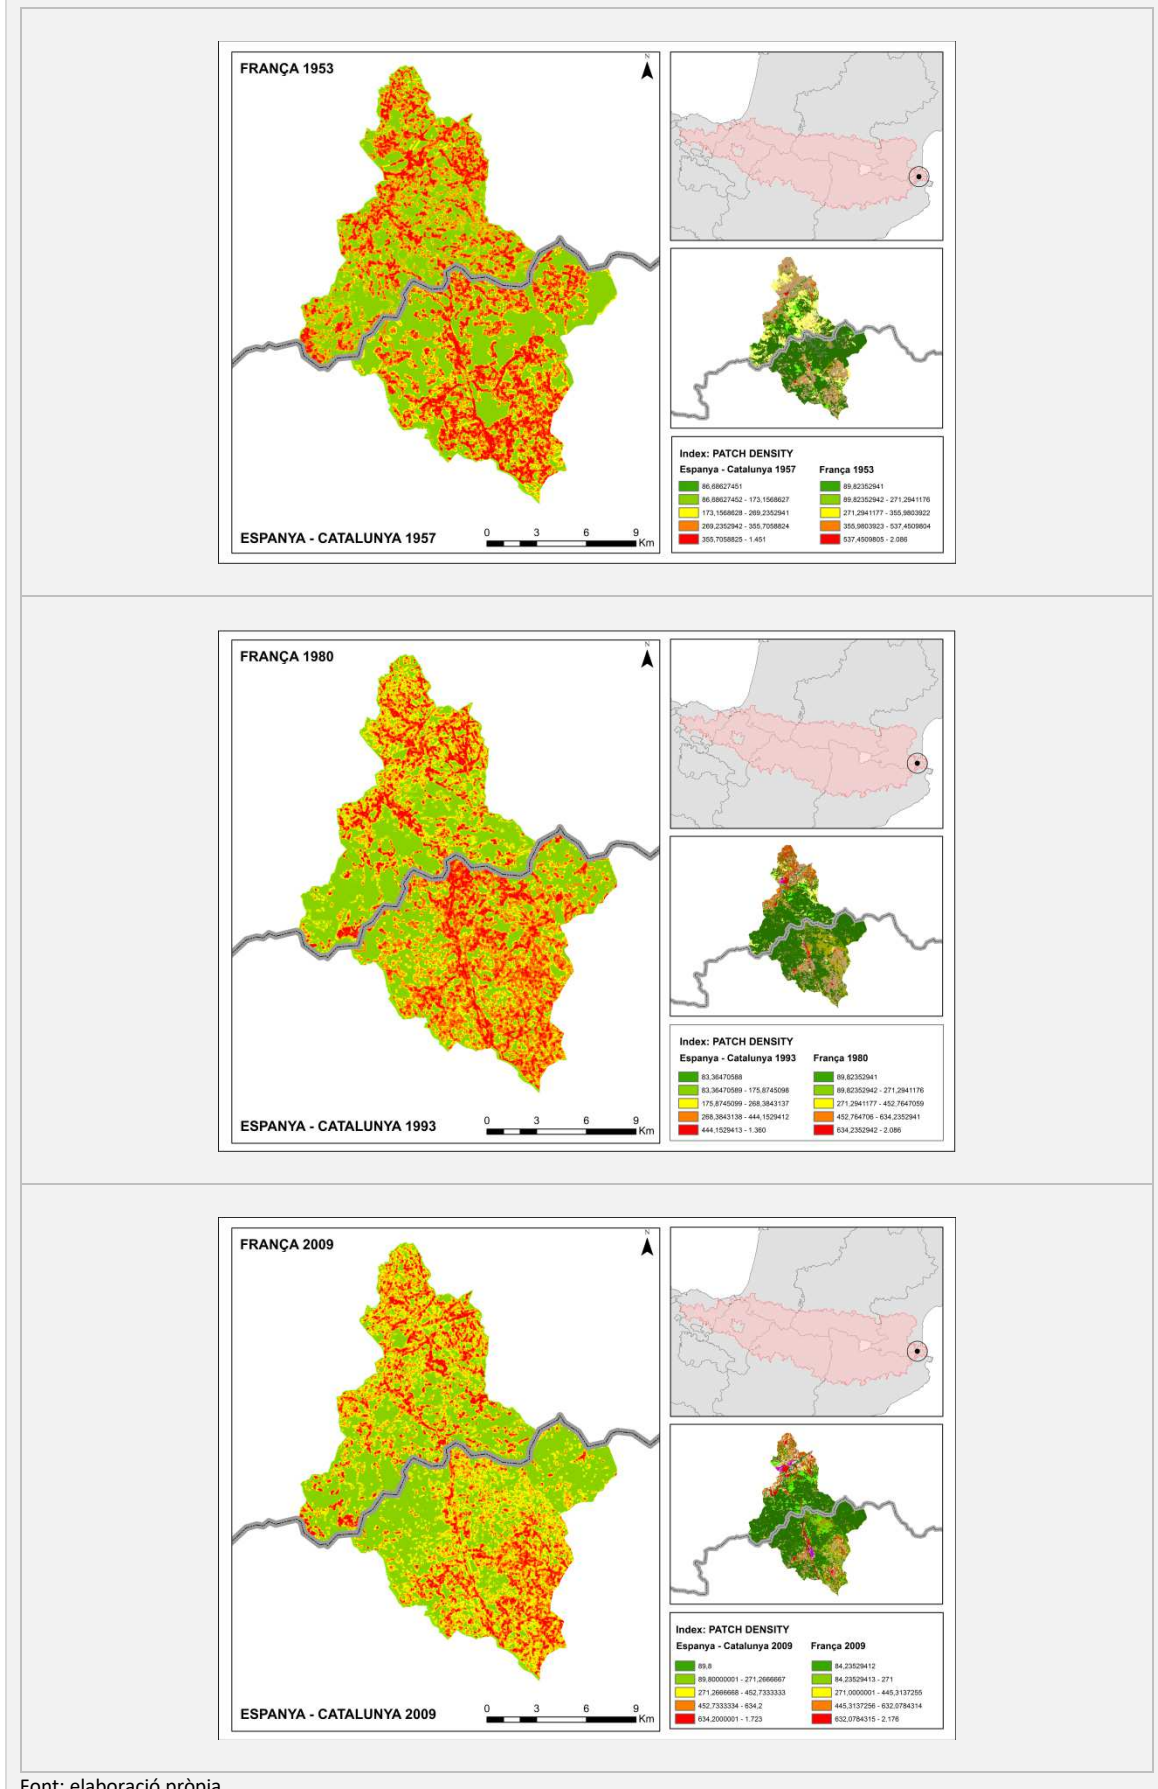 FRANÇA 1953
N
ESPANYA - CATALUNYA 1957
0 3 6 9
Km
Index: PATCH DENSITY
Espanya - Catalunya 1957 França 1953
86,68627451 89,82352941
86,68627452 - 173,1568627 89,82352942 - 271,2941176
173,1568628 - 269,2352941 271,2941177 - 355,9803922
269,2352942 - 355,7058824 355,9803923 - 537,4509804
355,7058825 - 1.451 537,4509805 - 2.086
FRANÇA 1980
N
ESPANYA - CATALUNYA 1993
0 3 6 9
Km
Index: PATCH DENSITY
Espanya - Catalunya 1993 França 1980
83,36470588 89,82352941
83,36470589 - 175,8745098 89,82352942 - 271,2941176
175,8745099 - 268,3843137 271,2941177 - 452,7647059
268,3843138 - 444,1529412 452,764706 - 634,2352941
444,1529413 - 1.360 634,2352942 - 2.086
FRANÇA 2009
N
ESPANYA - CATALUNYA 2009
0 3 6 9
Km
Index: PATCH DENSITY
Espanya - Catalunya 2009 França 2009
89,8 84,23529412
89,80000001 - 271,2666667 84,23529413 - 271
271,2666668 - 452,7333333 271,0000001 - 445,3137255
452,7333334 - 634,2 445,3137256 - 632,0784314
634,2000001 - 1.723 632,0784315 - 2.176
Font: elaboració pròpia